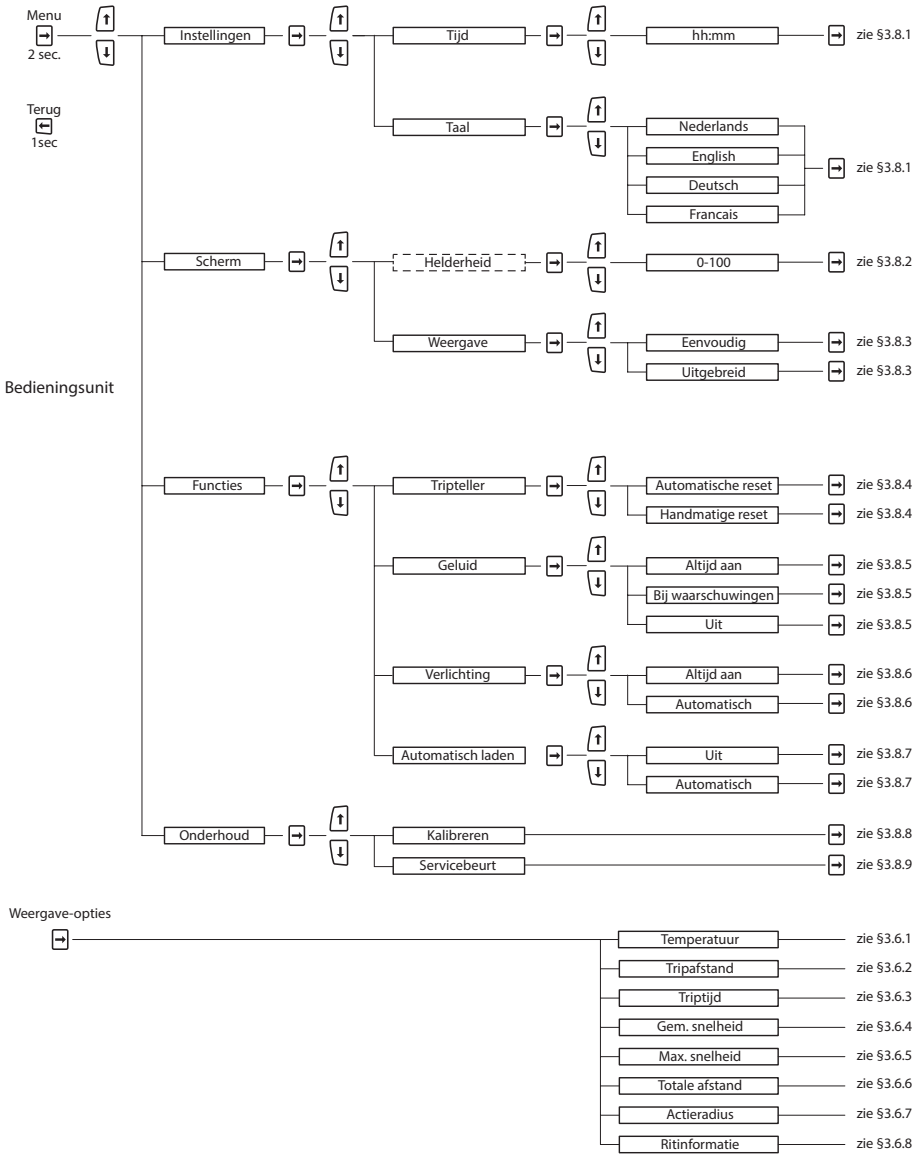 Menu
2 sec.
Terug
1sec
Instellingen
Tijd
hh:mm
zie §3.8.1
Taal
Nederlands
English
Deutsch
Francais
zie §3.8.1
Scherm
Helderheid
0-100
zie §3.8.2
Weergave
Eenvoudig
zie §3.8.3
Uitgebreid
zie §3.8.3
Bedieningsunit
Functies
Tripteller
Automatische reset
zie §3.8.4
Handmatige reset
zie §3.8.4
Geluid
Altijd aan
zie §3.8.5
Bij waarschuwingen
zie §3.8.5
Uit
zie §3.8.5
Verlichting
Altijd aan
zie §3.8.6
Automatisch
zie §3.8.6
Automatisch laden
Uit
zie §3.8.7
Automatisch
zie §3.8.7
Onderhoud
Kalibreren
zie §3.8.8
Servicebeurt
zie §3.8.9
Weergave-opties
Temperatuur
zie §3.6.1
Tripafstand
zie §3.6.2
Triptijd
zie §3.6.3
Gem. snelheid
zie §3.6.4
Max. snelheid
zie §3.6.5
Totale afstand
zie §3.6.6
Actieradius
zie §3.6.7
Ritinformatie
zie §3.6.8